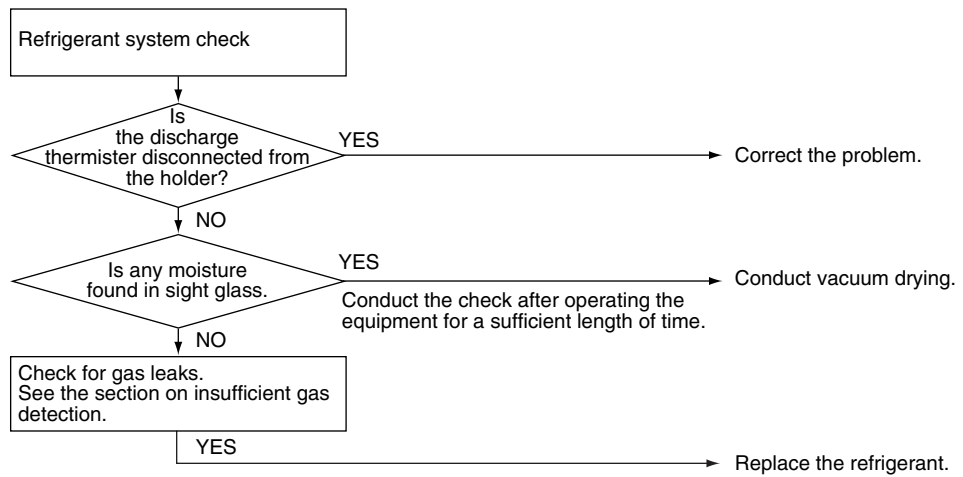 Refrigerant system check
Is
the discharge
thermister disconnected from
the holder?
YES
Correct the problem.
NO
Is any moisture
found in sight glass.
YES
Conduct the check after operating the
equipment for a sufficient length of time.
Conduct vacuum drying.
NO
Check for gas leaks.
See the section on insufficient gas
detection.
YES
Replace the refrigerant.